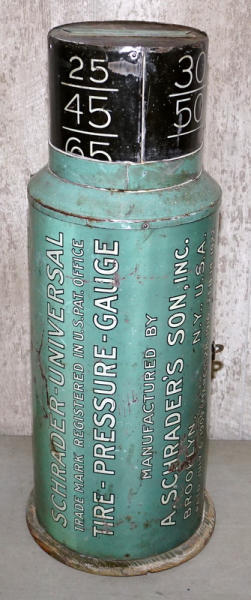 25
30
45
50
65
SCHRADER-UNIVERSAL
TRADE MARK REGISTERED IN U.S. PAT. OFFICE
TIRE-PRESSURE-GAUGE
MANUFACTURED BY
A. SCHRADER'S SON, INC.
BROOKLYN, N.Y. U.S.A.